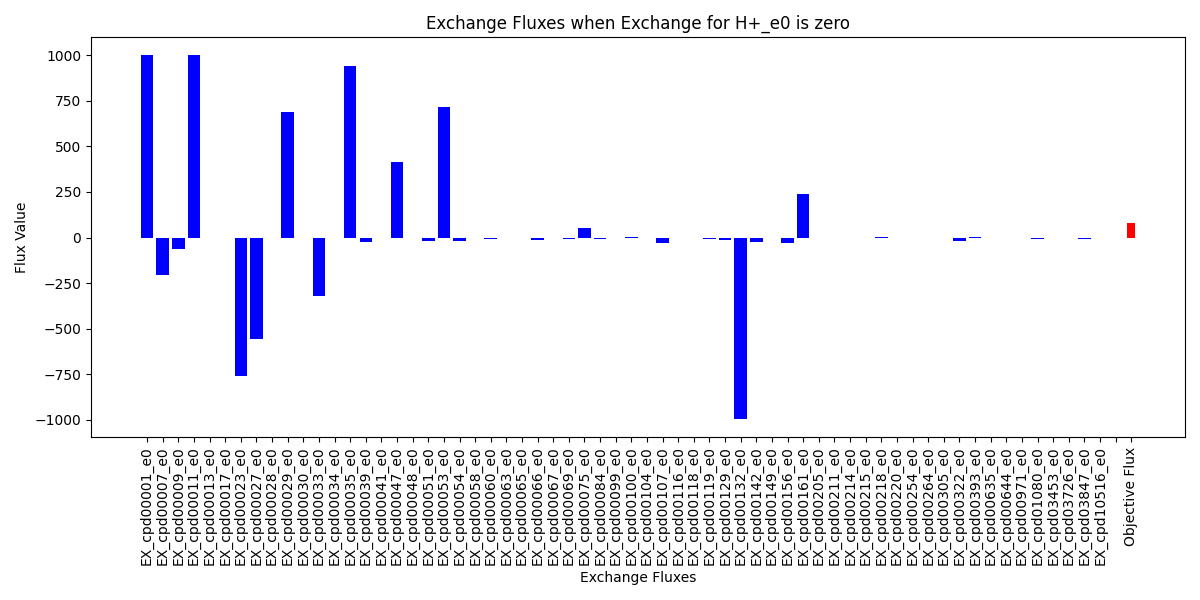 Exchange Fluxes when Exchange for H+_e0 is zero
Flux Value
1000
750
500
250
0
−250
−500
−750
−1000
EX_cpd00001_e0
EX_cpd00007_e0
EX_cpd00009_e0
EX_cpd00011_e0
EX_cpd00013_e0
EX_cpd00017_e0
EX_cpd00023_e0
EX_cpd00027_e0
EX_cpd00028_e0
EX_cpd00029_e0
EX_cpd00030_e0
EX_cpd00033_e0
EX_cpd00034_e0
EX_cpd00035_e0
EX_cpd00039_e0
EX_cpd00041_e0
EX_cpd00047_e0
EX_cpd00048_e0
EX_cpd00051_e0
EX_cpd00053_e0
EX_cpd00054_e0
EX_cpd00058_e0
EX_cpd00060_e0
EX_cpd00063_e0
EX_cpd00065_e0
EX_cpd00066_e0
EX_cpd00067_e0
EX_cpd00069_e0
EX_cpd00075_e0
EX_cpd00084_e0
EX_cpd00099_e0
EX_cpd00100_e0
EX_cpd00104_e0
EX_cpd00107_e0
EX_cpd00116_e0
EX_cpd00118_e0
EX_cpd00119_e0
EX_cpd00129_e0
EX_cpd00132_e0
EX_cpd00142_e0
EX_cpd00149_e0
EX_cpd00156_e0
EX_cpd00161_e0
EX_cpd00205_e0
EX_cpd00211_e0
EX_cpd00214_e0
EX_cpd00215_e0
EX_cpd00218_e0
EX_cpd00220_e0
EX_cpd00254_e0
EX_cpd00264_e0
EX_cpd00305_e0
EX_cpd00322_e0
EX_cpd00393_e0
EX_cpd00635_e0
EX_cpd00644_e0
EX_cpd00971_e0
EX_cpd01080_e0
EX_cpd03453_e0
EX_cpd03726_e0
EX_cpd03847_e0
EX_cpd10516_e0
Objective Flux
Exchange Fluxes